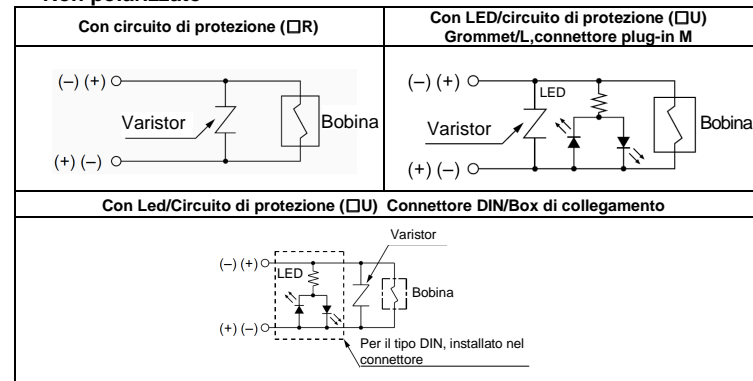 Non polarizzato
Con circuito di protezione (□R)
Con LED/circuito di protezione (□U)
Grommet/L,connettore plug-in M
(–) (+)
Varistor
Bobina
(+) (–)
(–) (+)
LED
Varistor
Bobina
(+) (–)
Con Led/Circuito di protezione (□U) Connettore DIN/Box di collegamento
Varistor
(–) (+)
LED
Bobina
(+) (–)
Per il tipo DIN, installato nel
connettore